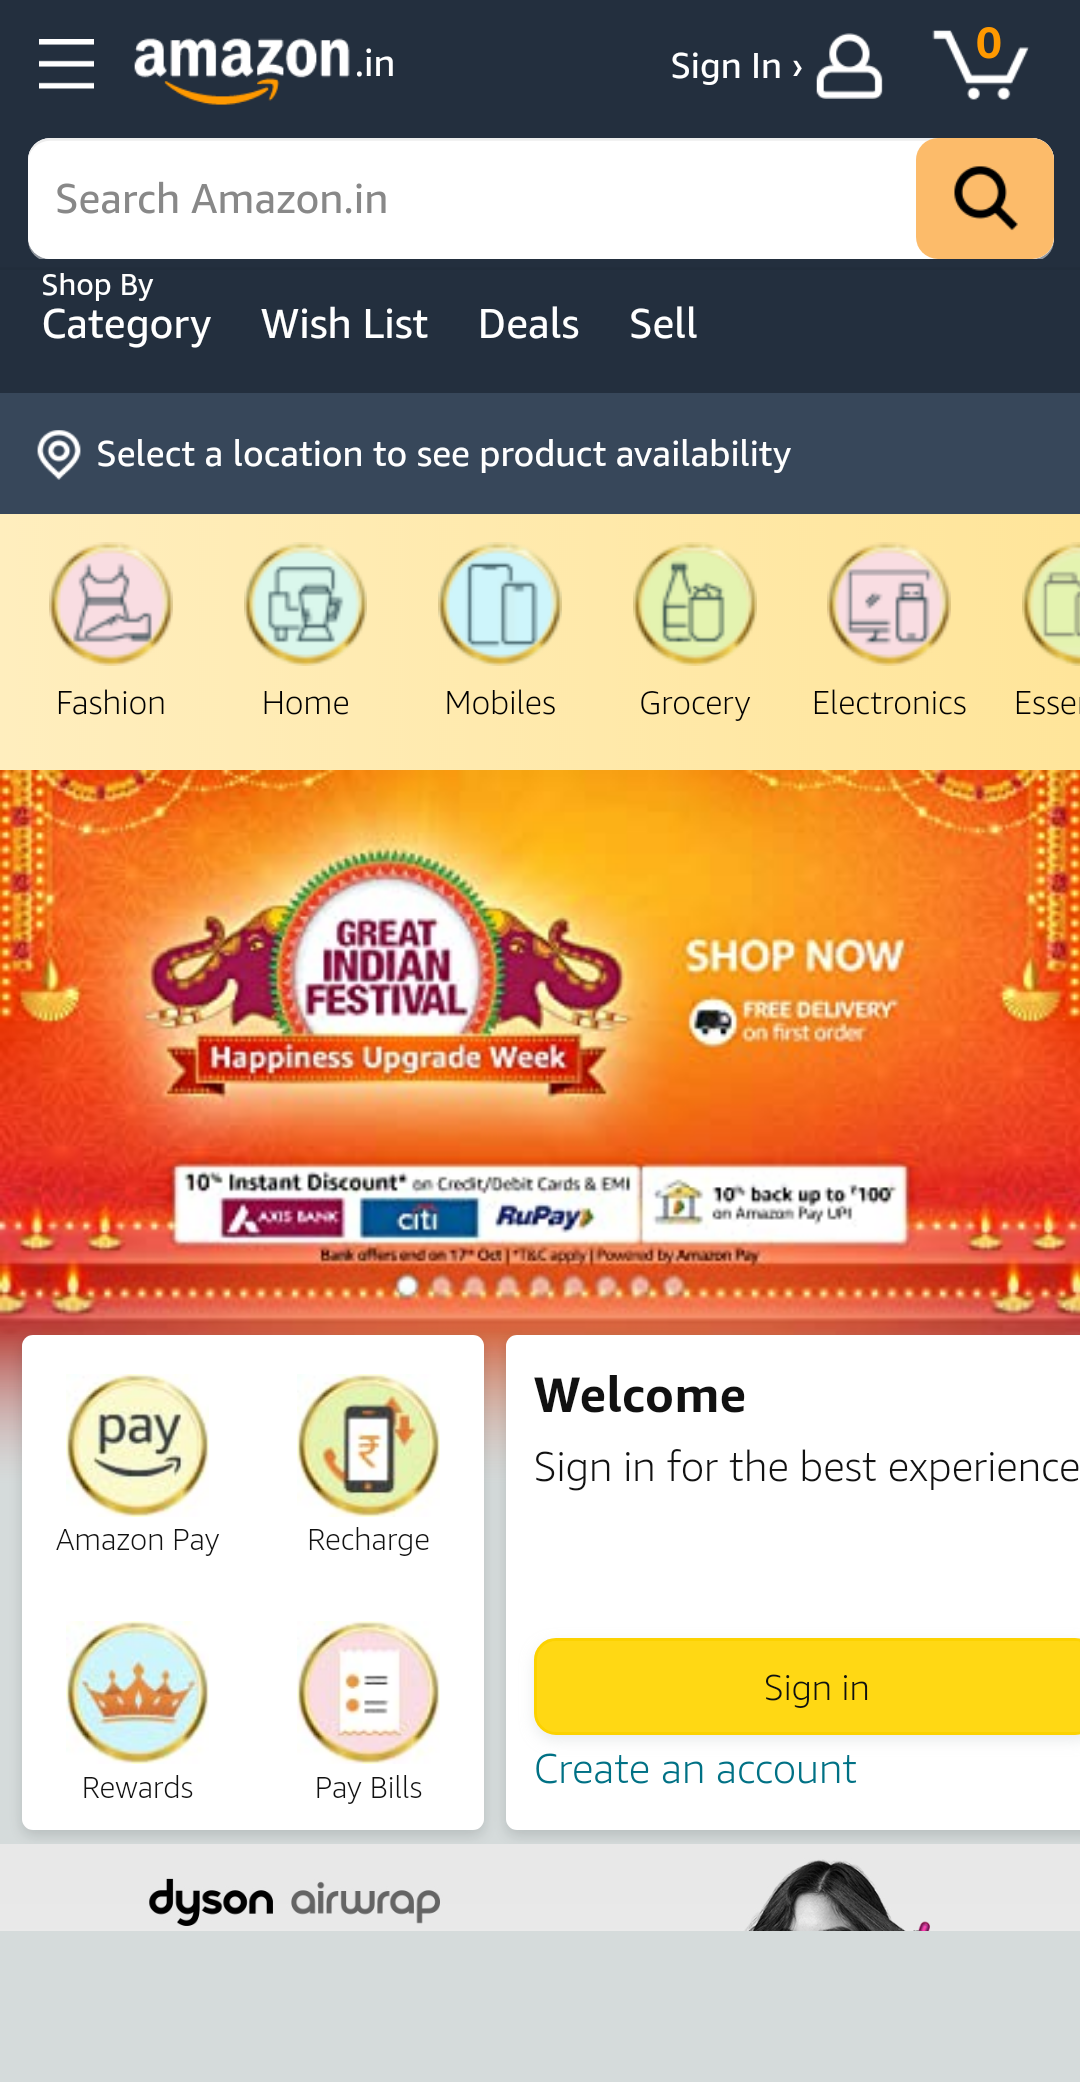 amazon.in
Sign In ›
0
Search Amazon.in
Shop By
Category Wish List Deals Sell
Select a location to see product availability
Fashion Home Mobiles Grocery Electronics Esse
GREAT
INDIAN
FESTIVAL
Happiness Upgrade Week
SHOP NOW
FREE DELIVERY*
on first order
10% Instant Discount* on Credit/Debit Cards & EMI
AXIS BANK citi RuPay
10% back up to ₹100*
on Amazon Pay UPI
Bank offers end on 17th Oct | *T&C apply | Powered by Amazon Pay
pay
₹
Amazon Pay Recharge
Rewards Pay Bills
Welcome
Sign in for the best experience
Sign in
Create an account
dyson airwrap